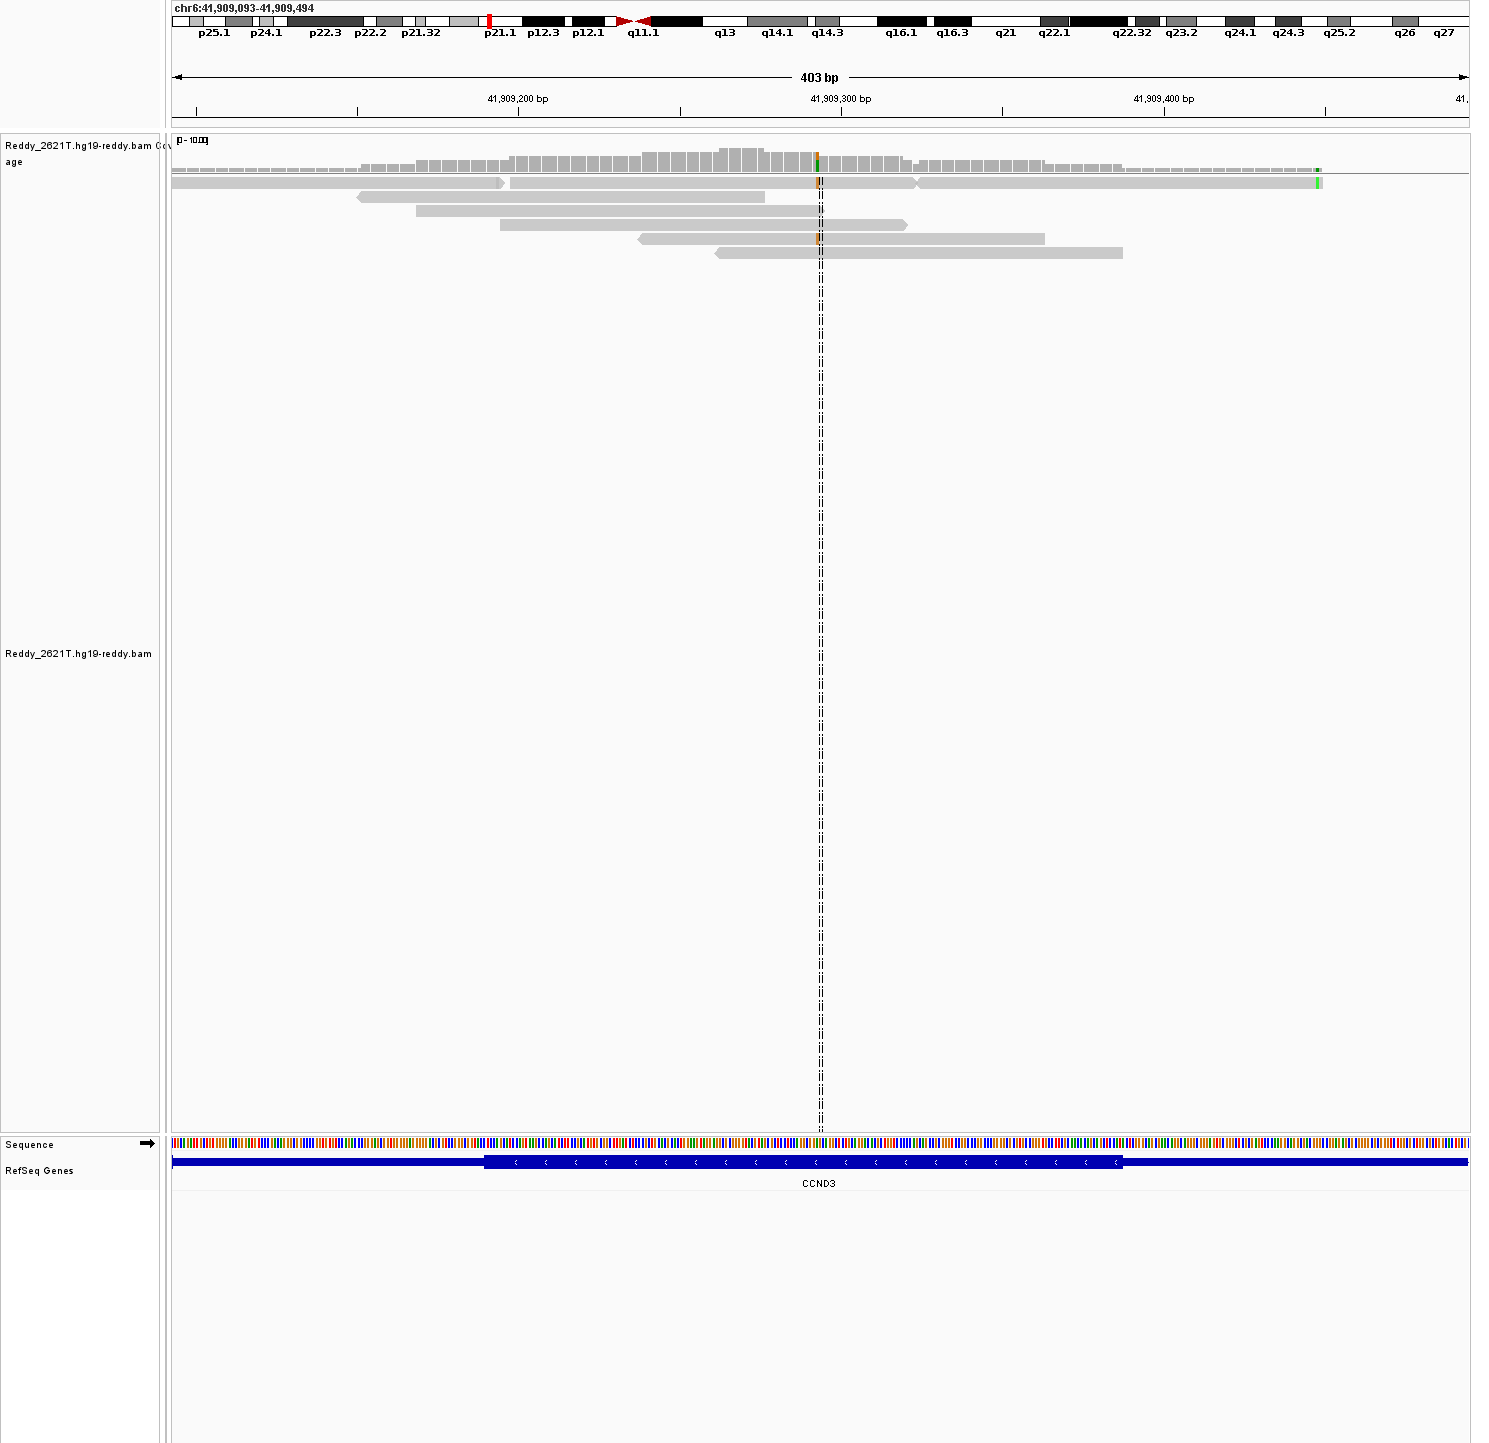 chr6:41,909,093-41,909,494
p25.1 p24.1 p22.3 p22.2 p21.32 p21.1 p12.3 p12.1 q11.1 q13 q14.1 q14.3 q16.1 q16.3 q21 q22.1 q22.32 q23.2 q24.1 q24.3 q25.2 q26 q27
403 bp
41,909,200 bp 41,909,300 bp 41,909,400 bp 41,
Reddy_2621T.hg19-reddy.bam Cov
age
[0 - 10.00]
Reddy_2621T.hg19-reddy.bam
Sequence
RefSeq Genes
CCND3